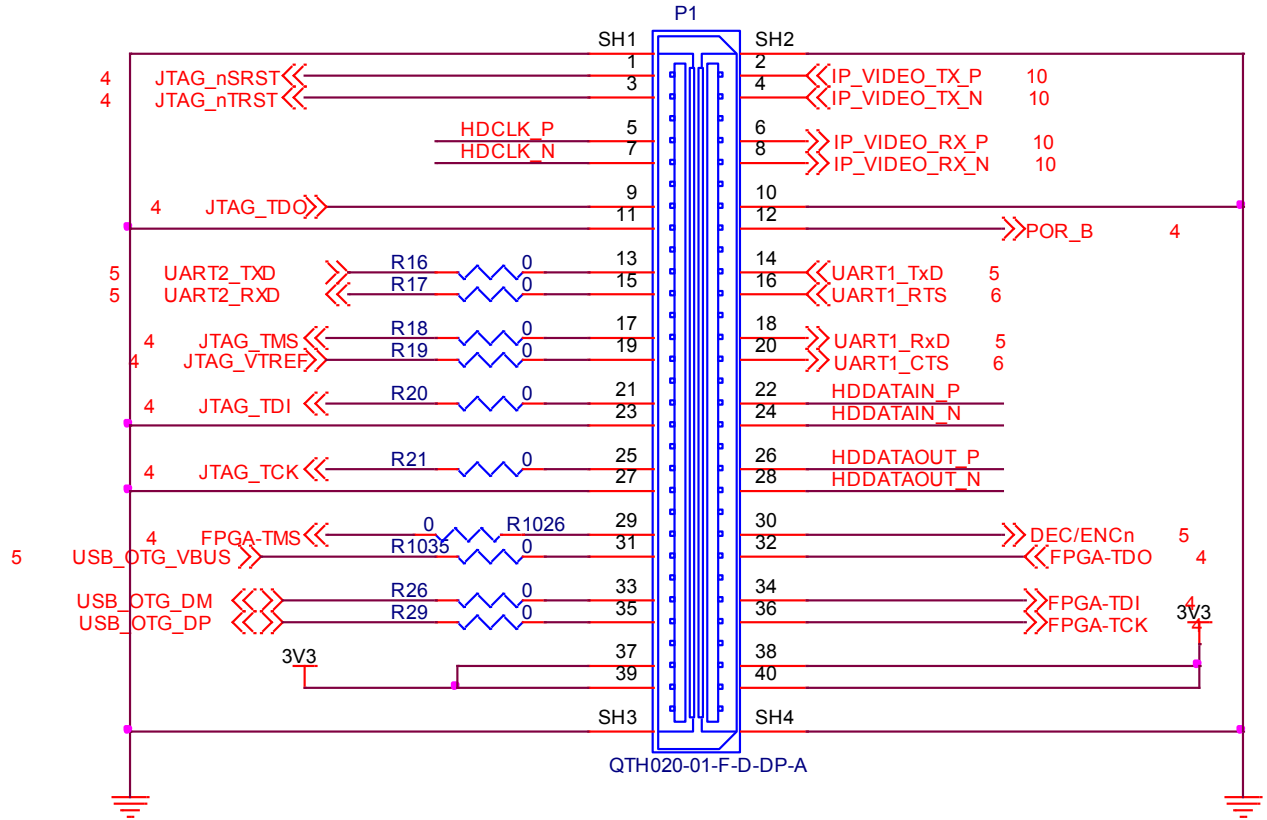 P1
SH1 SH2
1 2
4 JTAG_nSRST IP_VIDEO_TX_P 10
3 4
4 JTAG_nTRST IP_VIDEO_TX_N 10
HDCLK_P 5 6 IP_VIDEO_RX_P 10
HDCLK_N 7 8 IP_VIDEO_RX_N 10
4 JTAG_TDO 9 10
11 12 POR_B 4
5 UART2_TXD R16 0 13 14 UART1_TxD 5
5 UART2_RXD R17 0 15 16 UART1_RTS 6
4 JTAG_TMS R18 0 17 18 UART1_RxD 5
4 JTAG_VTREF R19 0 19 20 UART1_CTS 6
4 JTAG_TDI R20 0 21 22 HDDATAIN_P
23 24 HDDATAIN_N
4 JTAG_TCK R21 0 25 26 HDDATAOUT_P
27 28 HDDATAOUT_N
4 FPGA-TMS 0 R1026 29 30 DEC/ENCn 5
5 USB_OTG_VBUS R1035 0 31 32 FPGA-TDO 4
USB_OTG_DM R26 0 33 34 FPGA-TDI 4
USB_OTG_DP R29 0 35 36 FPGA-TCK 4
3V3
3V3 37 38
39 40
SH3 SH4
QTH020-01-F-D-DP-A